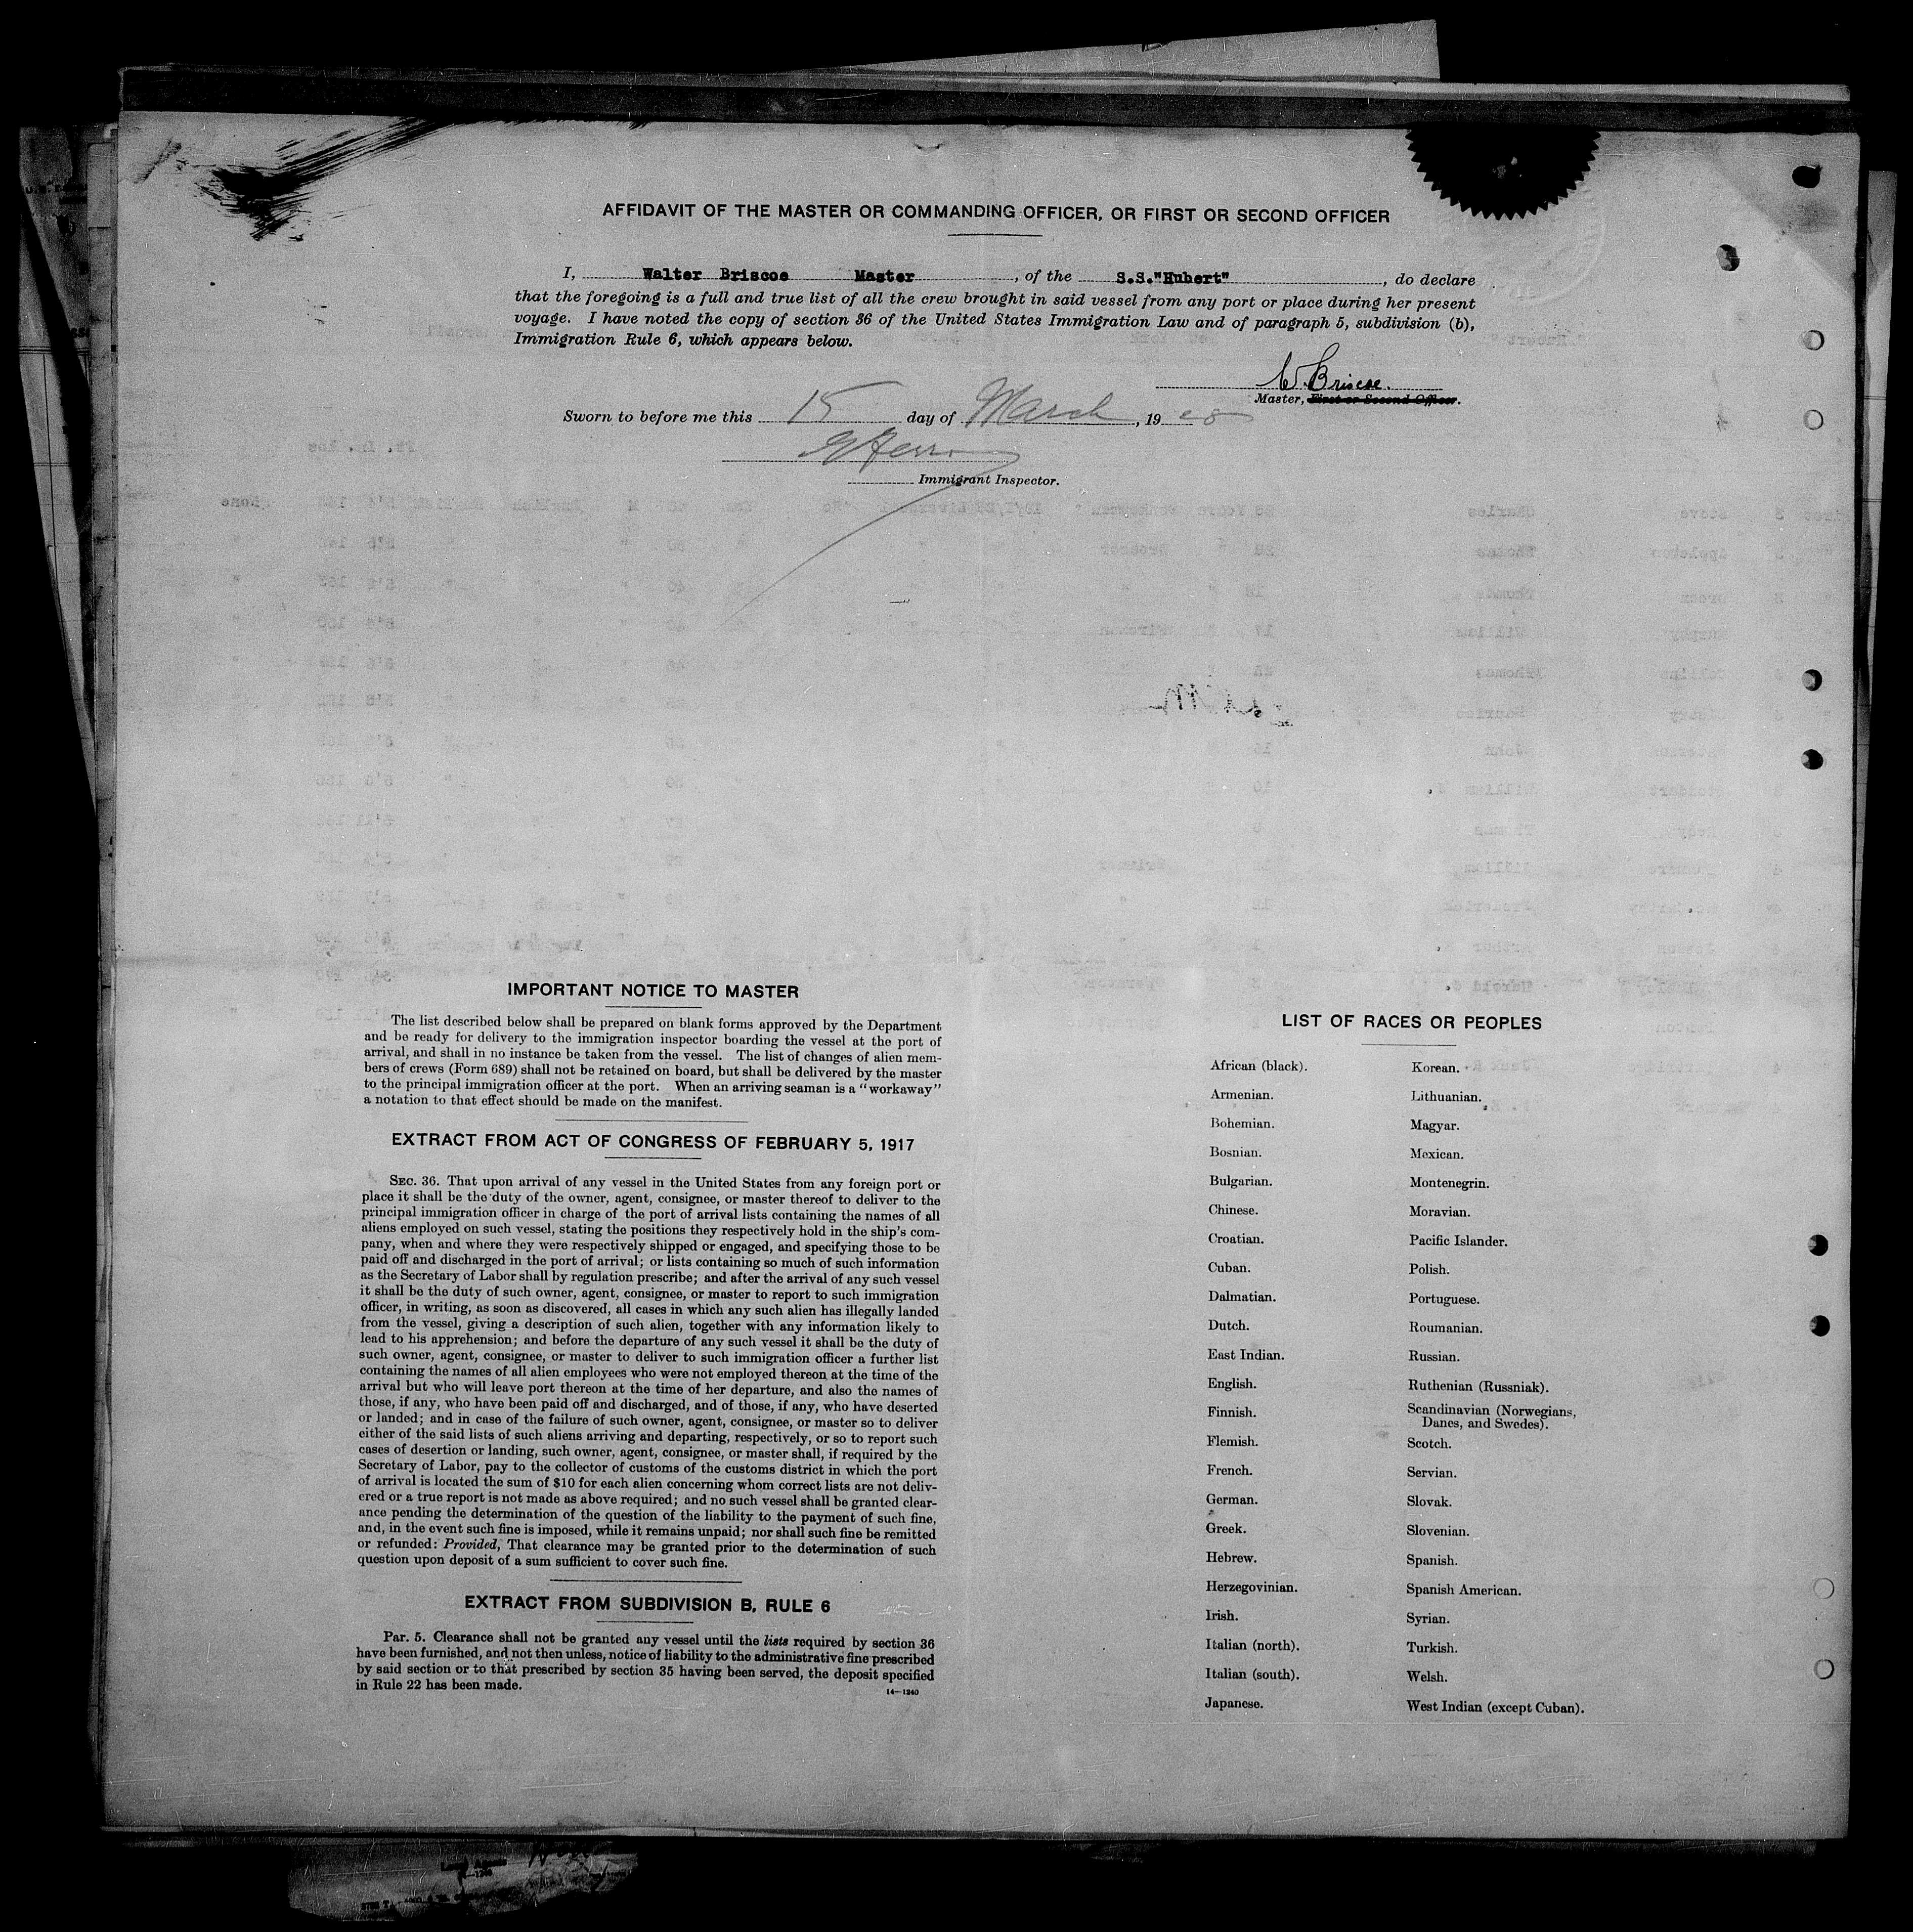 AFFIDAVIT OF THE MASTER OR COMMANDING OFFICER, OR FIRST OR SECOND OFFICER
I, Walter Briscoe Master, of the S.S."Hubert", do declare
that the foregoing is a full and true list of all the crew brought in said vessel from any port or place during her present
voyage. I have noted the copy of section 36 of the United States Immigration Law and of paragraph 5, subdivision (b),
Immigration Rule 6, which appears below.
W. Briscoe.
Master, First or Second Officer.
Sworn to before me this 15 day of March, 19
Immigrant Inspector.
IMPORTANT NOTICE TO MASTER
The list described below shall be prepared on blank forms approved by the Department
and be ready for delivery to the immigration inspector boarding the vessel at the port of
arrival, and shall in no instance be taken from the vessel. The list of changes of alien mem-
bers of crews (Form 689) shall not be retained on board, but shall be delivered by the master
to the principal immigration officer at the port. When an arriving seaman is a "workaway"
a notation to that effect should be made on the manifest.
EXTRACT FROM ACT OF CONGRESS OF FEBRUARY 5, 1917
SEC. 36. That upon arrival of any vessel in the United States from any foreign port or
place it shall be the duty of the owner, agent, consignee, or master thereof to deliver to the
principal immigration officer in charge of the port of arrival lists containing the names of all
aliens employed on such vessel, stating the positions they respectively hold in the ship's com-
pany, when and where they were respectively shipped or engaged, and specifying those to be
paid off and discharged in the port of arrival; or lists containing so much of such information
as the Secretary of Labor shall by regulation prescribe; and after the arrival of any such vessel
it shall be the duty of such owner, agent, consignee, or master to report to such immigration
officer, in writing, as soon as discovered, all cases in which any such alien has illegally landed
from the vessel, giving a description of such alien, together with any information likely to
lead to his apprehension; and before the departure of any such vessel it shall be the duty of
such owner, agent, consignee, or master to deliver to such immigration officer a further list
containing the names of all alien employees who were not employed thereon at the time of the
arrival but who will leave port thereon at the time of her departure, and also the names of
those, if any, who have been paid off and discharged, and of those, if any, who have deserted
or landed; and in case of the failure of such owner, agent, consignee, or master so to deliver
either of the said lists of such aliens arriving and departing, respectively, or so to report such
cases of desertion or landing, such owner, agent, consignee, or master shall, if required by the
Secretary of Labor, pay to the collector of customs of the customs district in which the port
of arrival is located the sum of $10 for each alien concerning whom correct lists are not deliv-
ered or a true report is not made as above required; and no such vessel shall be granted clear-
ance pending the determination of the question of the liability to the payment of such fine,
and, in the event such fine is imposed, while it remains unpaid; nor shall such fine be remitted
or refunded: Provided, That clearance may be granted prior to the determination of such
question upon deposit of a sum sufficient to cover such fine.
EXTRACT FROM SUBDIVISION B, RULE 6
Par. 5. Clearance shall not be granted any vessel until the lists required by section 36
have been furnished, and not then unless, notice of liability to the administrative fine prescribed
by said section or to that prescribed by section 35 having been served, the deposit specified
in Rule 22 has been made.
14—1240
LIST OF RACES OR PEOPLES
African (black).
Armenian.
Bohemian.
Bosnian.
Bulgarian.
Chinese.
Croatian.
Cuban.
Dalmatian.
Dutch.
East Indian.
English.
Finnish.
Flemish.
French.
German.
Greek.
Hebrew.
Herzegovinian.
Irish.
Italian (north).
Italian (south).
Japanese.
Korean.
Lithuanian.
Magyar.
Mexican.
Montenegrin.
Moravian.
Pacific Islander.
Polish.
Portuguese.
Roumanian.
Russian.
Ruthenian (Russniak).
Scandinavian (Norwegians,
Danes, and Swedes).
Scotch.
Servian.
Slovak.
Slovenian.
Spanish.
Spanish American.
Syrian.
Turkish.
Welsh.
West Indian (except Cuban).